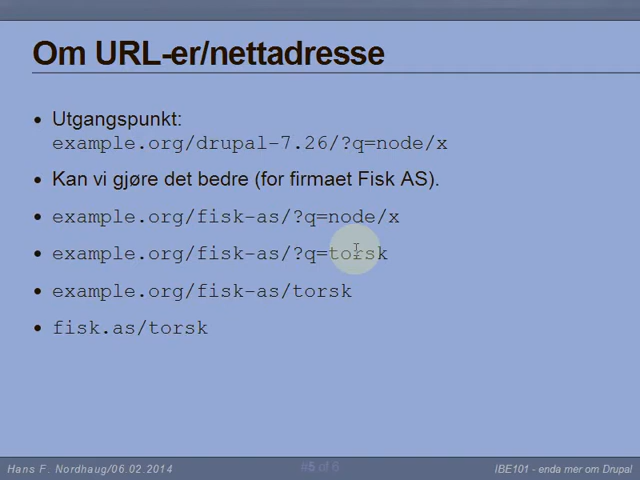 Om URL-er/nettadresse
• Utgangspunkt:
example.org/drupal-7.26/?q=node/x
• Kan vi gjøre det bedre (for firmaet Fisk AS).
• example.org/fisk-as/?q=node/x
• example.org/fisk-as/?q=torsk
• example.org/fisk-as/torsk
• fisk.as/torsk
Hans F. Nordhaug/06.02.2014
#5 of 6
IBE101 - enda mer om Drupal